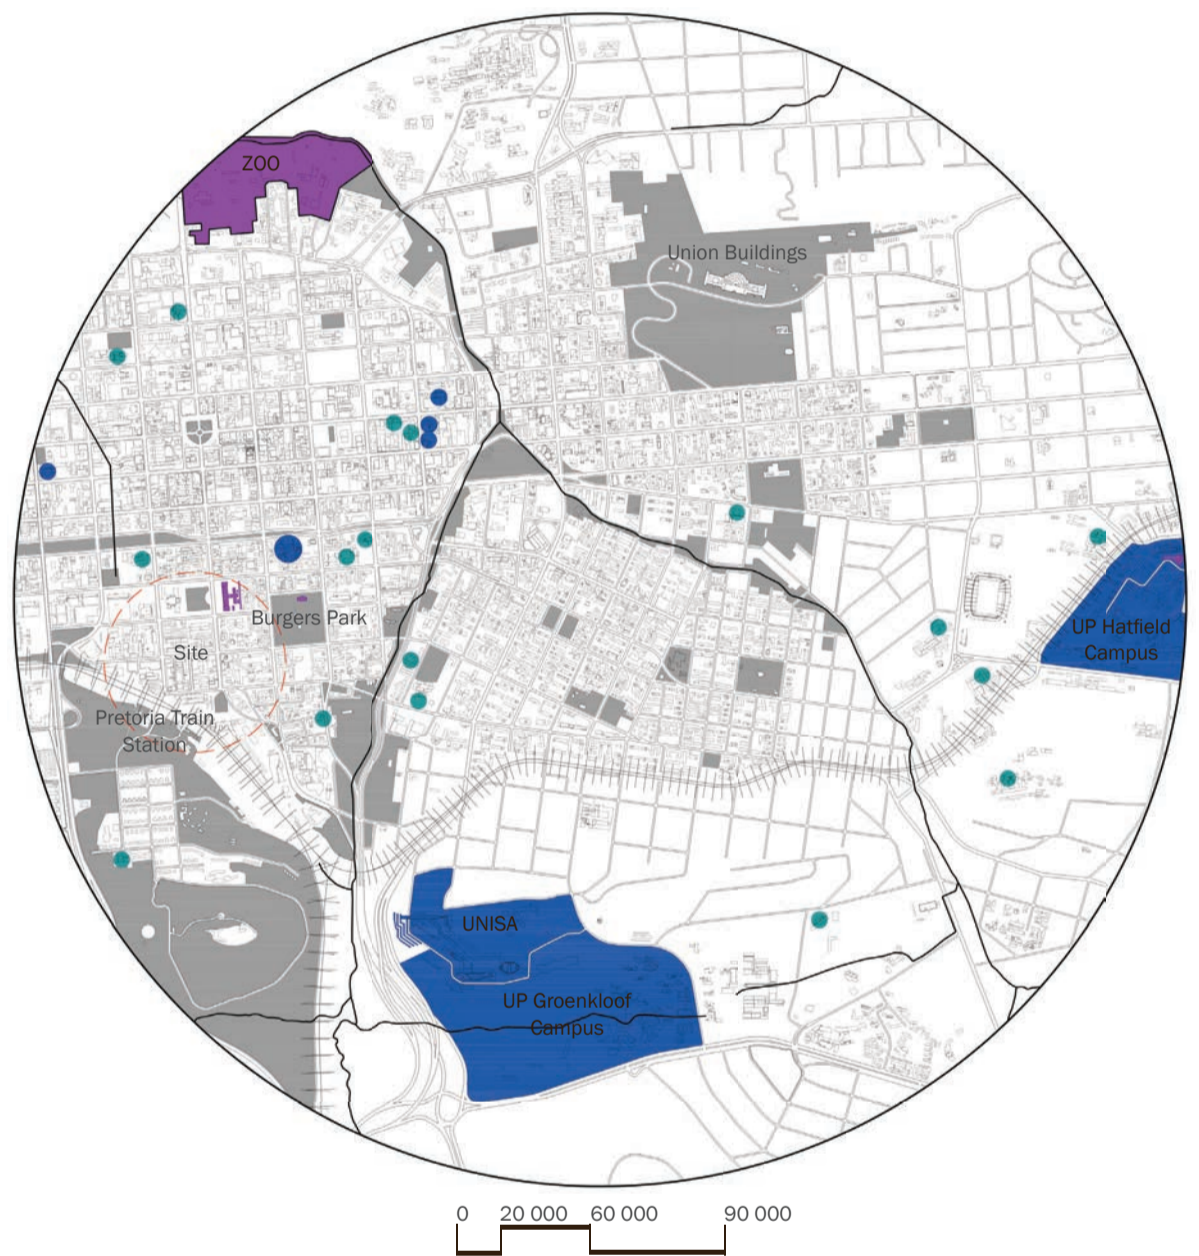 ZOO
Union Buildings
Burgers Park
Site
UP Hatfield
Campus
Pretoria Train
Station
UNISA
UP Groenkloof
Campus
0 20 000 60 000 90 000